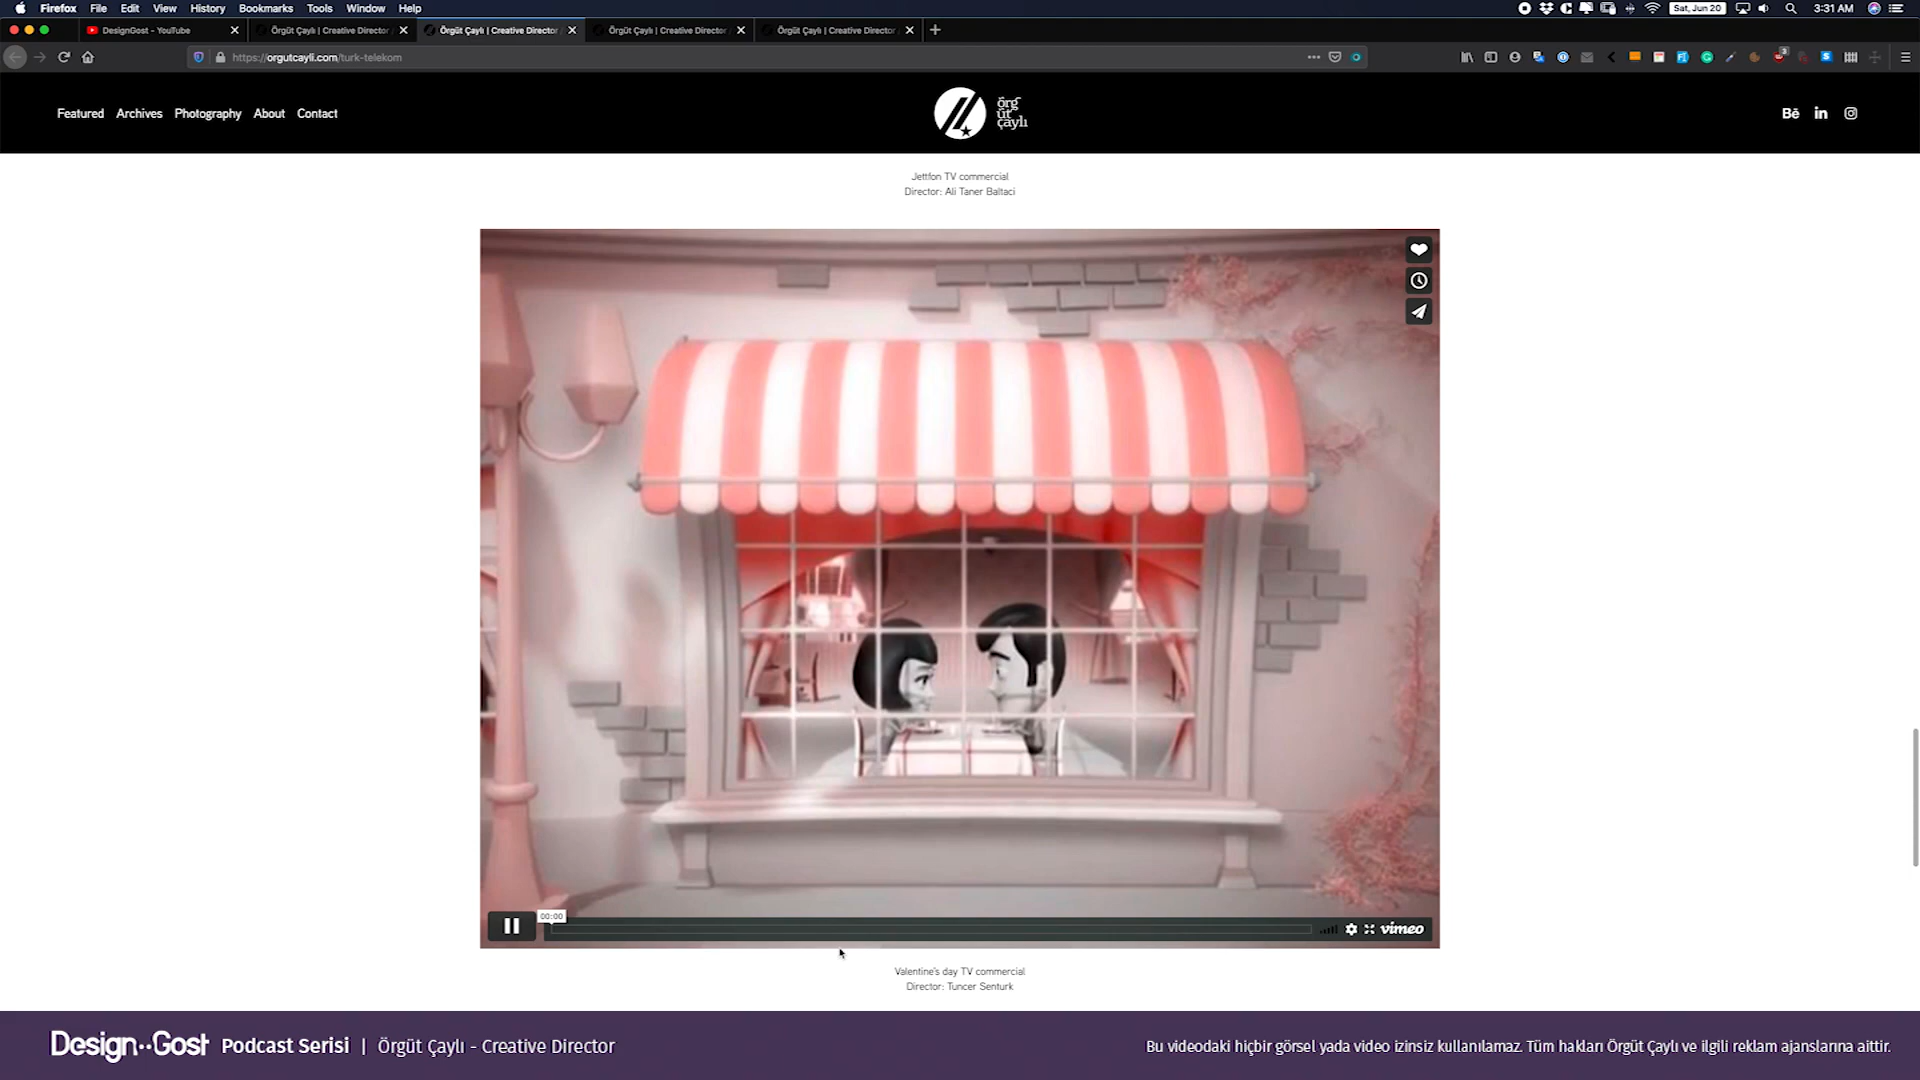 Firefox File Edit View History Bookmarks Tools Window Help Sat, Jun 20 3:31 AM
DesignGost - YouTube Örgüt Çaylı | Creative Director Örgüt Çaylı | Creative Director Örgüt Çaylı | Creative Director Örgüt Çaylı | Creative Director
https://orgutcayli.com/turk-telekom
Featured Archives Photography About Contact
örg
üt
çaylı
Bē in
Jettfon TV commercial
Director: Ali Taner Baltaci
00:00
vimeo
Valentine's day TV commercial
Director: Tuncer Senturk
Design··Gost Podcast Serisi | Örgüt Çaylı - Creative Director
Bu videodaki hiçbir görsel yada video izinsiz kullanılamaz. Tüm hakları Örgüt Çaylı ve ilgili reklam ajanslarına aittir.